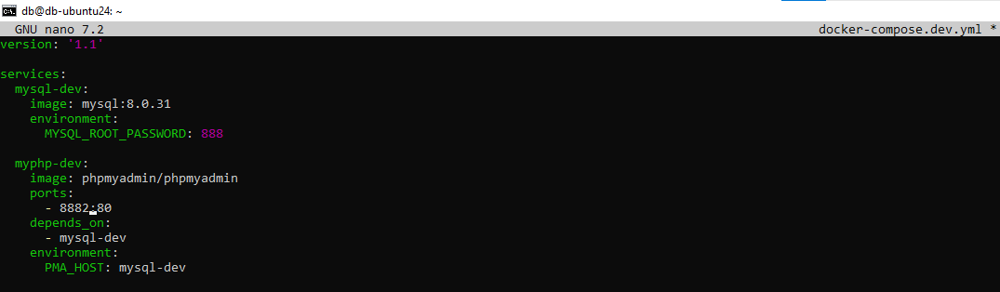 db@db-ubuntu24: ~
GNU nano 7.2 docker-compose.dev.yml *
version: '1.1'

services:
  mysql-dev:
    image: mysql:8.0.31
    environment:
      MYSQL_ROOT_PASSWORD: 888

  myphp-dev:
    image: phpmyadmin/phpmyadmin
    ports:
      - 8882:80
    depends_on:
      - mysql-dev
    environment:
      PMA_HOST: mysql-dev